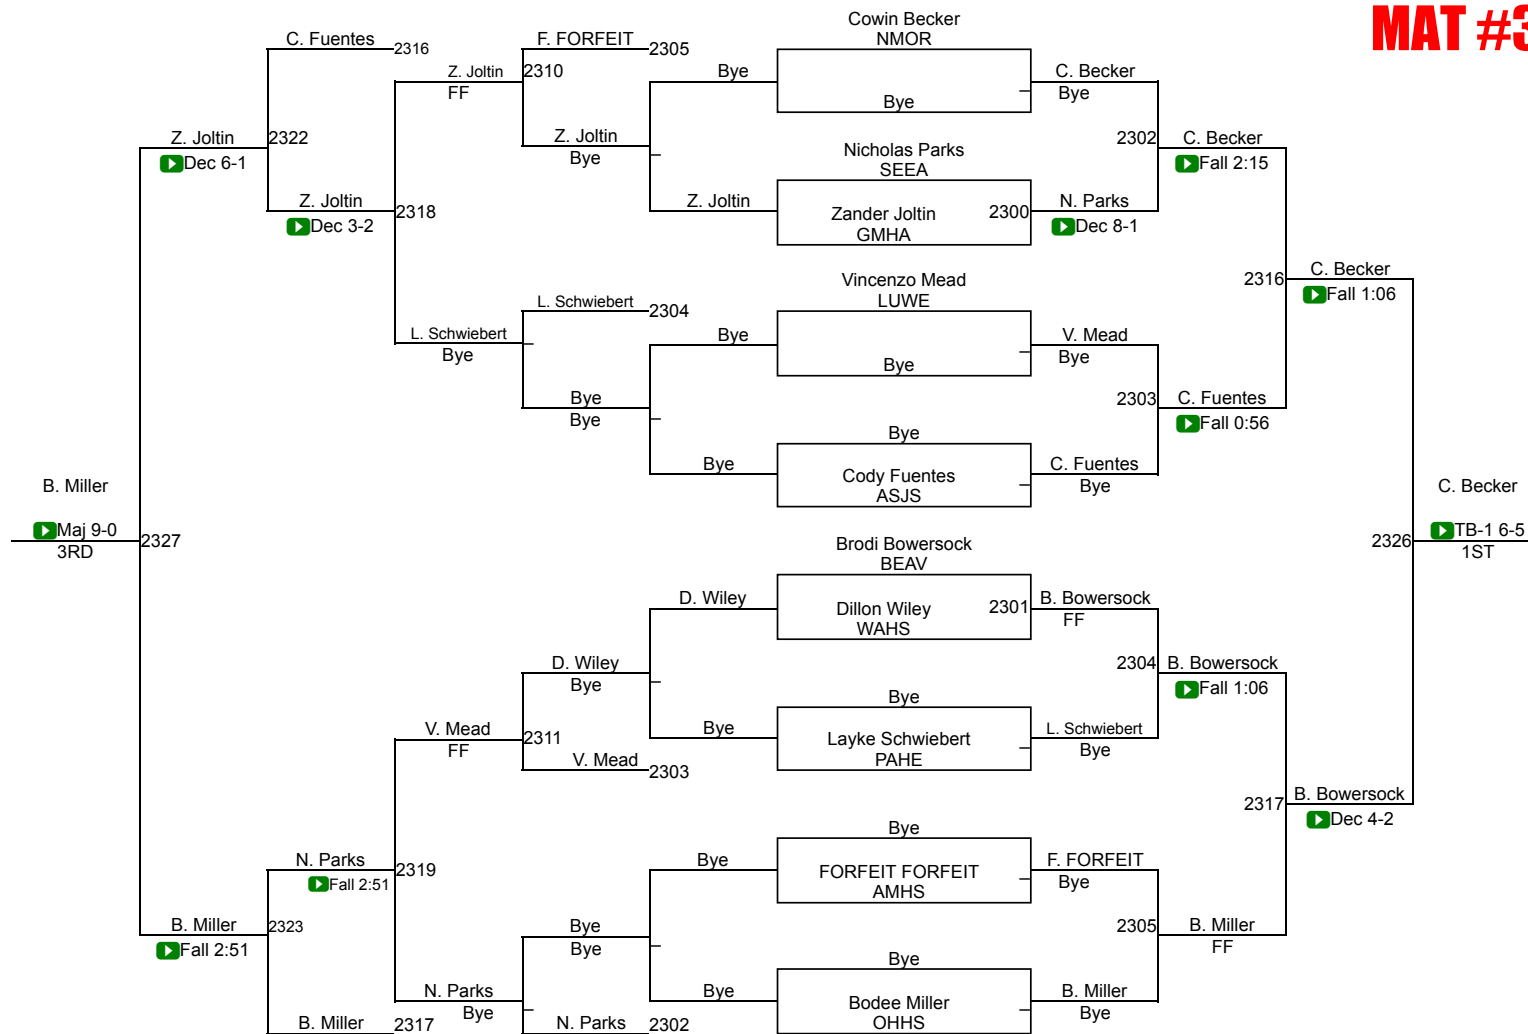 MAT #3
Cowin Becker
NMOR
C. Fuentes
2316
F. FORFEIT
2305
Z. Joltin
2310
FF
Bye
Bye
C. Becker
Bye
Z. Joltin
2322
Dec 6-1
Z. Joltin
Bye
Nicholas Parks
SEEA
2302
C. Becker
Fall 2:15
Z. Joltin
2318
Dec 3-2
Z. Joltin
Zander Joltin
2300
GMHA
N. Parks
Dec 8-1
Vincenzo Mead
LUWE
2316
C. Becker
Fall 1:06
L. Schwiebert
2304
L. Schwiebert
Bye
Bye
Bye
V. Mead
Bye
Bye
Bye
2303
C. Fuentes
Fall 0:56
Bye
Bye
Cody Fuentes
ASJS
C. Fuentes
Bye
B. Miller
Maj 9-0
3RD
2327
C. Becker
2326
TB-1 6-5
1ST
Brodi Bowersock
BEAV
D. Wiley
Dillon Wiley
2301
WAHS
B. Bowersock
FF
D. Wiley
Bye
2304
B. Bowersock
Fall 1:06
V. Mead
2311
FF
Bye
Bye
Layke Schwiebert
PAHE
L. Schwiebert
Bye
V. Mead
2303
2317
B. Bowersock
Dec 4-2
Bye
N. Parks
2319
Fall 2:51
Bye
FORFEIT FORFEIT
AMHS
F. FORFEIT
Bye
B. Miller
2323
Fall 2:51
Bye
Bye
2305
B. Miller
FF
Bye
N. Parks
Bye
Bye
Bodee Miller
OHHS
B. Miller
Bye
B. Miller
2317
N. Parks
2302